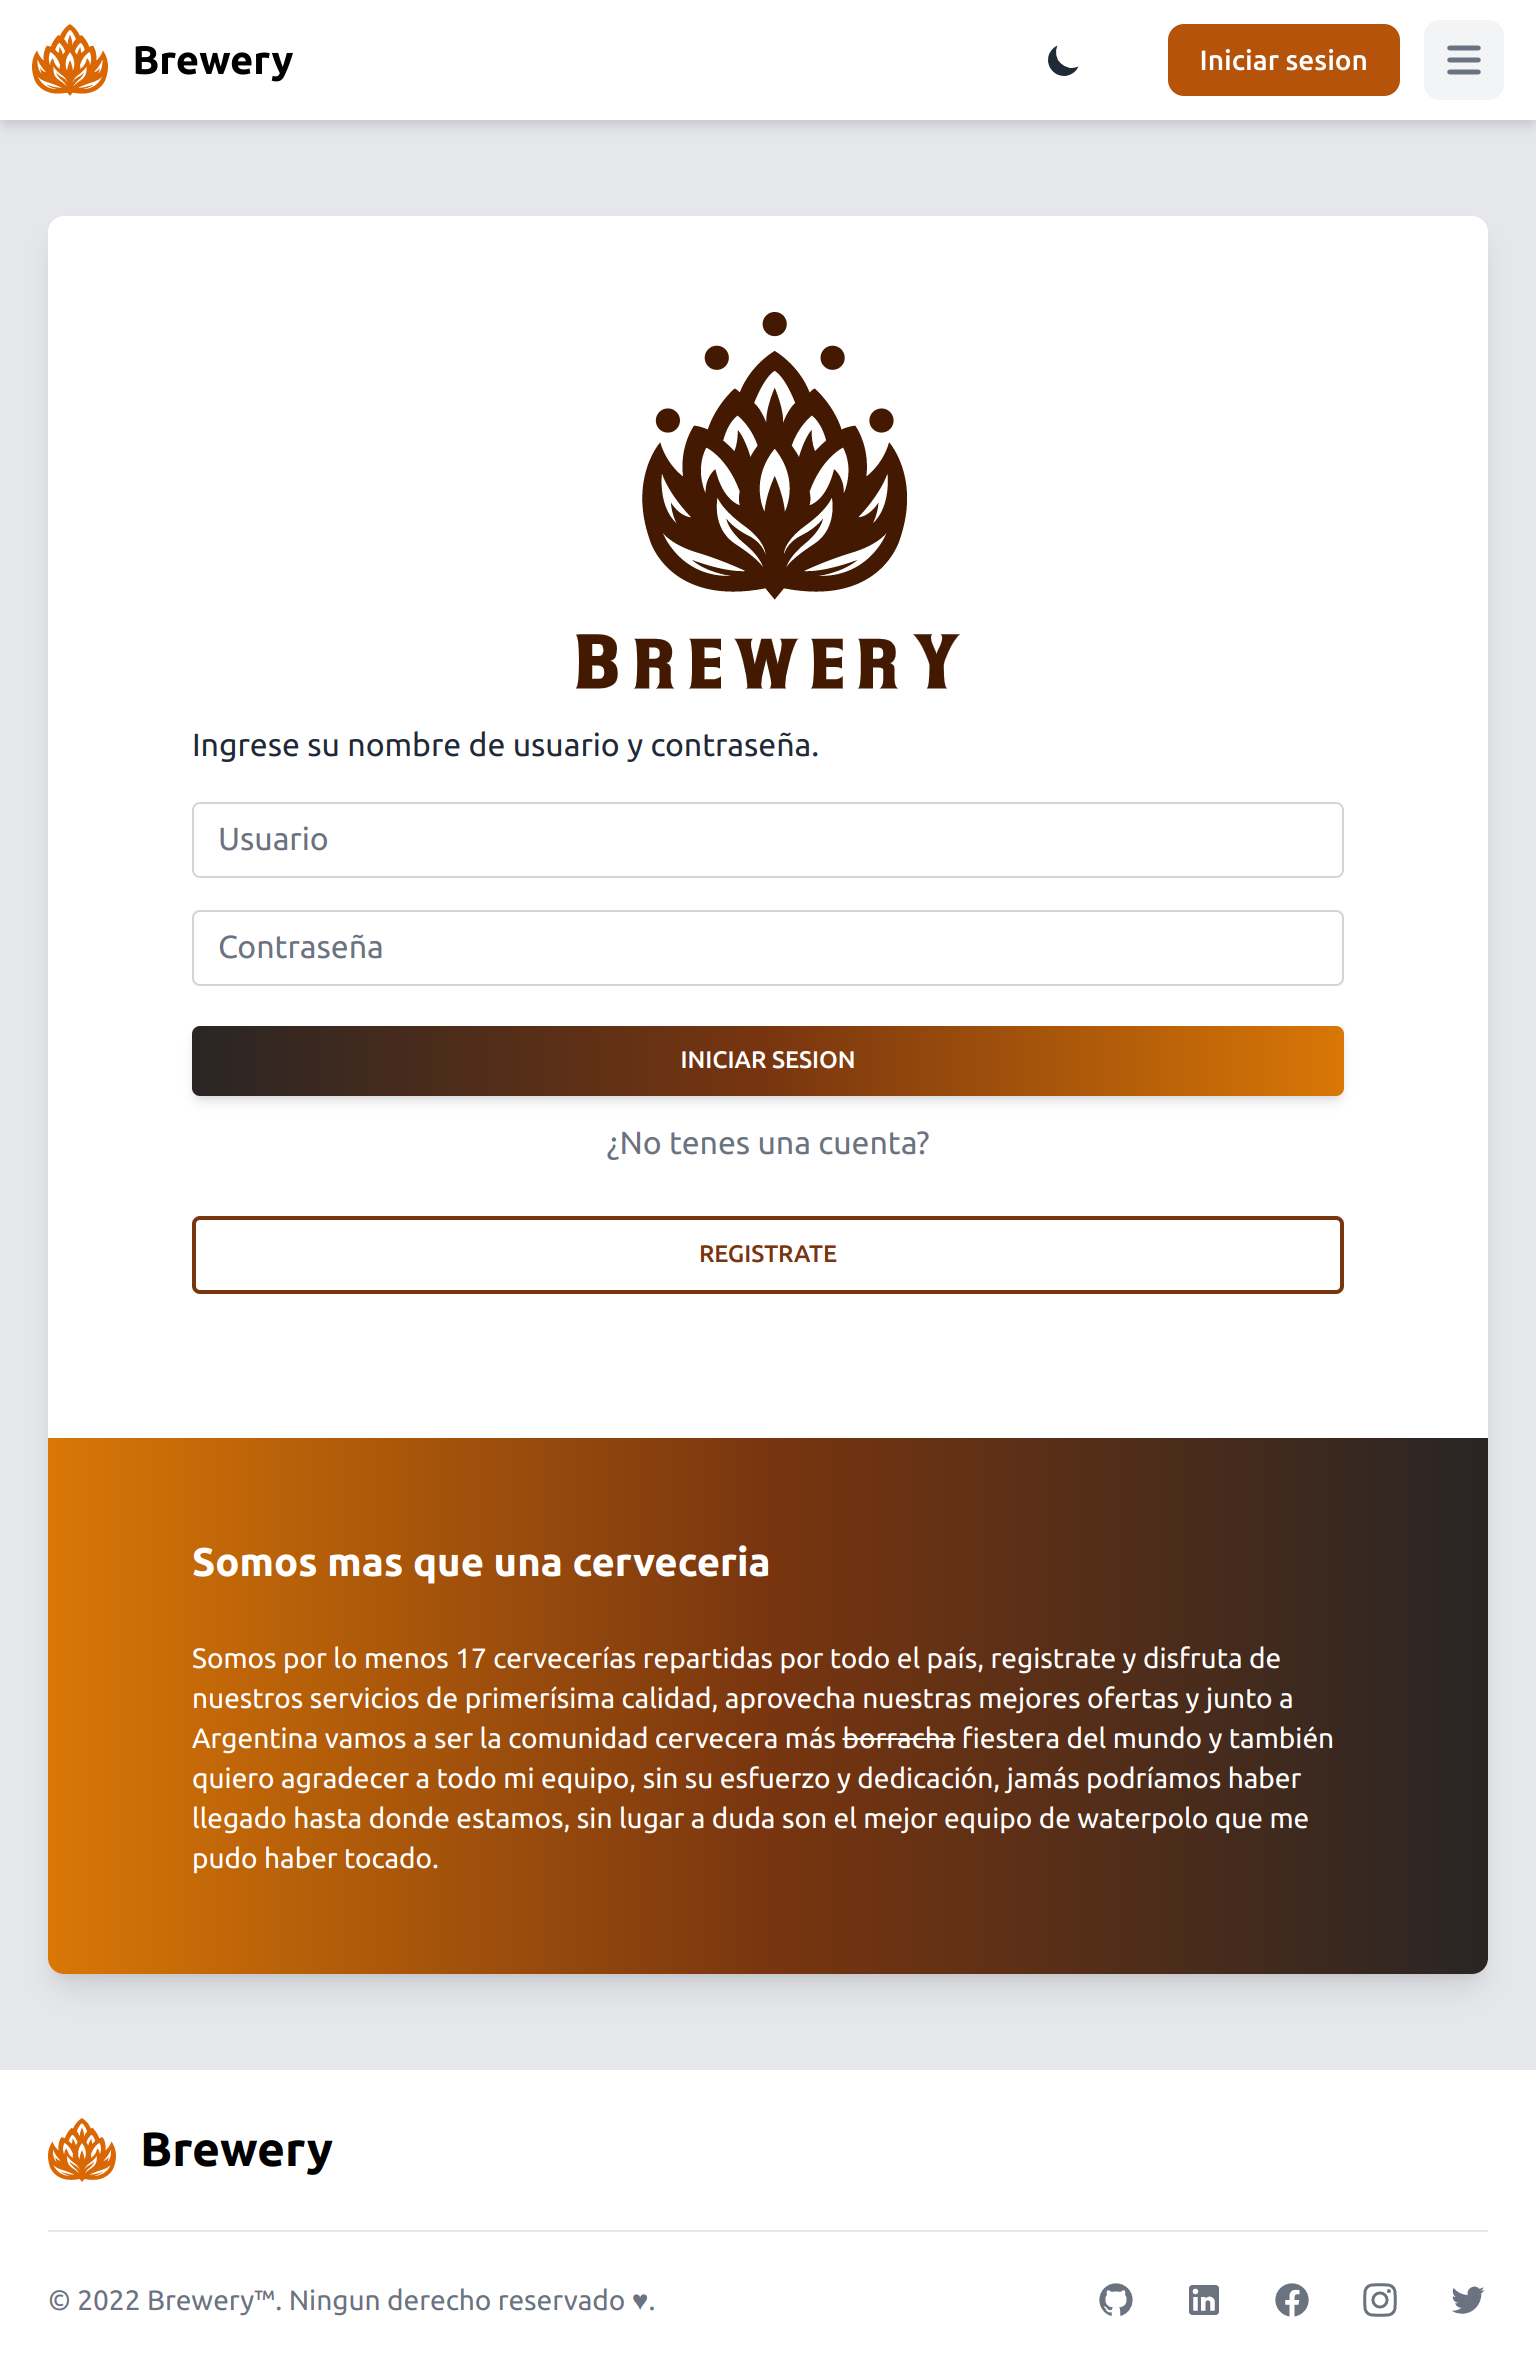 Brewery
Iniciar sesion
BREWERY
Ingrese su nombre de usuario y contraseña.
Usuario
Contraseña
INICIAR SESION
¿No tenes una cuenta?
REGISTRATE
Somos mas que una cerveceria
Somos por lo menos 17 cervecerías repartidas por todo el país, registrate y disfruta de
nuestros servicios de primerísima calidad, aprovecha nuestras mejores ofertas y junto a
Argentina vamos a ser la comunidad cervecera más borracha fiestera del mundo y también
quiero agradecer a todo mi equipo, sin su esfuerzo y dedicación, jamás podríamos haber
llegado hasta donde estamos, sin lugar a duda son el mejor equipo de waterpolo que me
pudo haber tocado.
Brewery
© 2022 Brewery™. Ningun derecho reservado ♥.